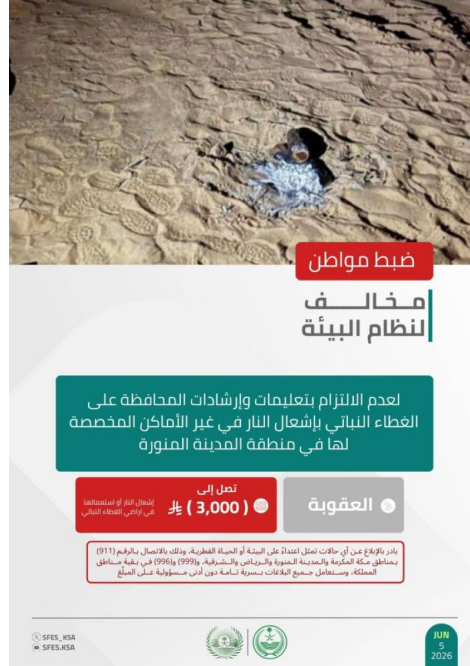 ضبط مواطن
مخالف
لنظام البيئة
لعدم الالتزام بتعليمات وإرشادات المحافظة على
الغطاء النباتي بإشعال النار في غير الأماكن المخصصة
لها في منطقة المدينة المنورة
العقوبة
تصل إلى
( 3,000 )
إشعال النار أو استعمالها
في أراضي الغطاء النباتي
بادر بالإبلاغ عن أي حالات تمثل اعتداءً على البيئة أو الحياة الفطرية، وذلك بالاتصال بالرقم (911)
بمناطق مكة المكرمة والمدينة المنورة والرياض والشرقية، و(999) و(996) في بقية مناطق
المملكة، وستعامل جميع البلاغات بسرية تامة دون أدنى مسؤولية على المبلّغ
SFES_KSA
SFES.KSA
JUN
5
2026